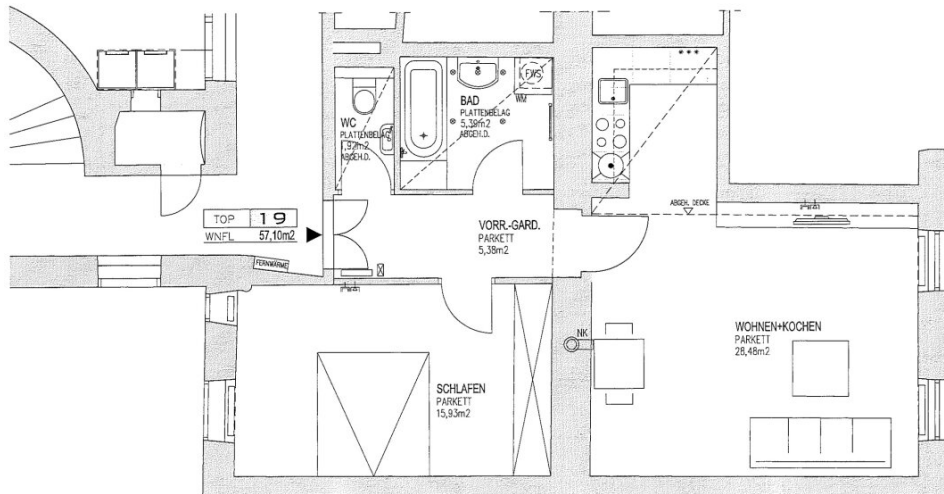 WC
PLATTENBELAG
1,92m2
ABGEH.D.
BAD
PLATTENBELAG
5,39m2
ABGEH.D.
EWS
WM
TOP 19
WNFL 57,10m2
FERNWÄRME
VORR.-GARD.
PARKETT
5,38m2
ABGEH. DECKE
NK
WOHNEN+KOCHEN
PARKETT
28,48m2
SCHLAFEN
PARKETT
15,93m2